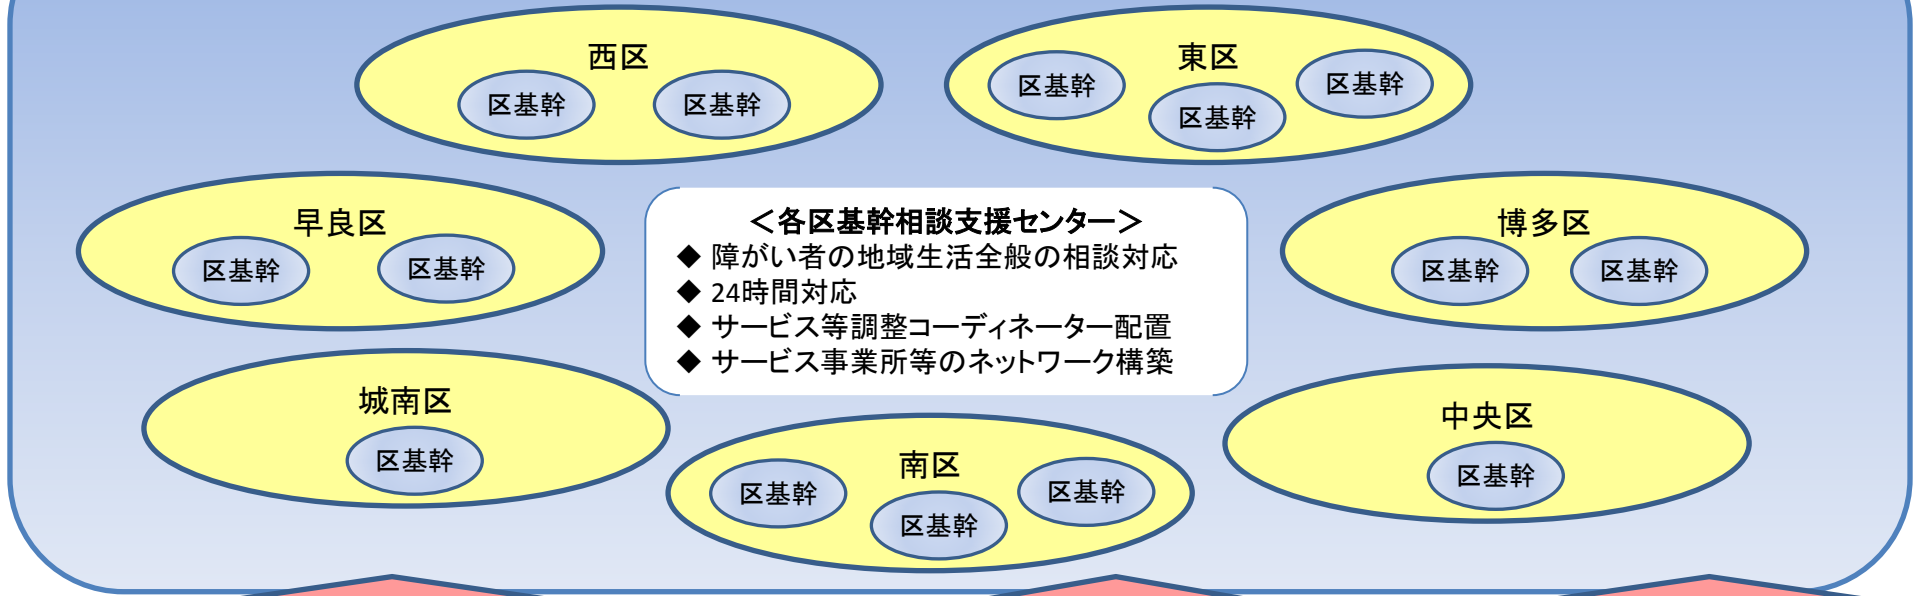 西区
区基幹
区基幹
東区
区基幹
区基幹
区基幹
早良区
区基幹
区基幹
＜各区基幹相談支援センター＞
◆ 障がい者の地域生活全般の相談対応
◆ 24時間対応
◆ サービス等調整コーディネーター配置
◆ サービス事業所等のネットワーク構築
博多区
区基幹
区基幹
城南区
区基幹
南区
区基幹
区基幹
区基幹
中央区
区基幹